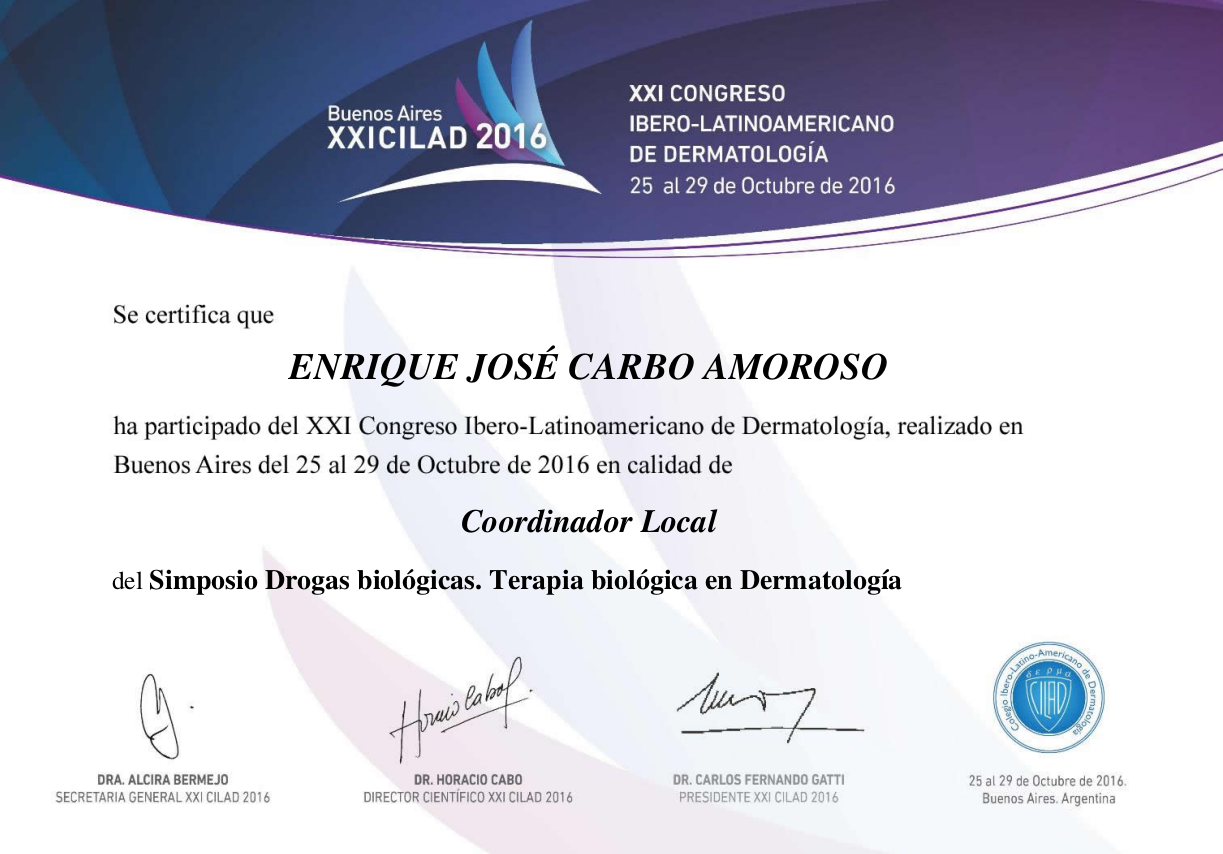 Buenos Aires
XXICILAD 2016
XXI CONGRESO
IBERO-LATINOAMERICANO
DE DERMATOLOGÍA
25 al 29 de Octubre de 2016
Se certifica que
ENRIQUE JOSÉ CARBO AMOROSO
ha participado del XXI Congreso Ibero-Latinoamericano de Dermatología, realizado en
Buenos Aires del 25 al 29 de Octubre de 2016 en calidad de
Coordinador Local
del Simposio Drogas biológicas. Terapia biológica en Dermatología
Horacio Cabo
DRA. ALCIRA BERMEJO
SECRETARIA GENERAL XXI CILAD 2016
DR. HORACIO CABO
DIRECTOR CIENTÍFICO XXI CILAD 2016
DR. CARLOS FERNANDO GATTI
PRESIDENTE XXI CILAD 2016
Colegio Ibero-Latino-Americano de Dermatología
CILAD
25 al 29 de Octubre de 2016.
Buenos Aires. Argentina